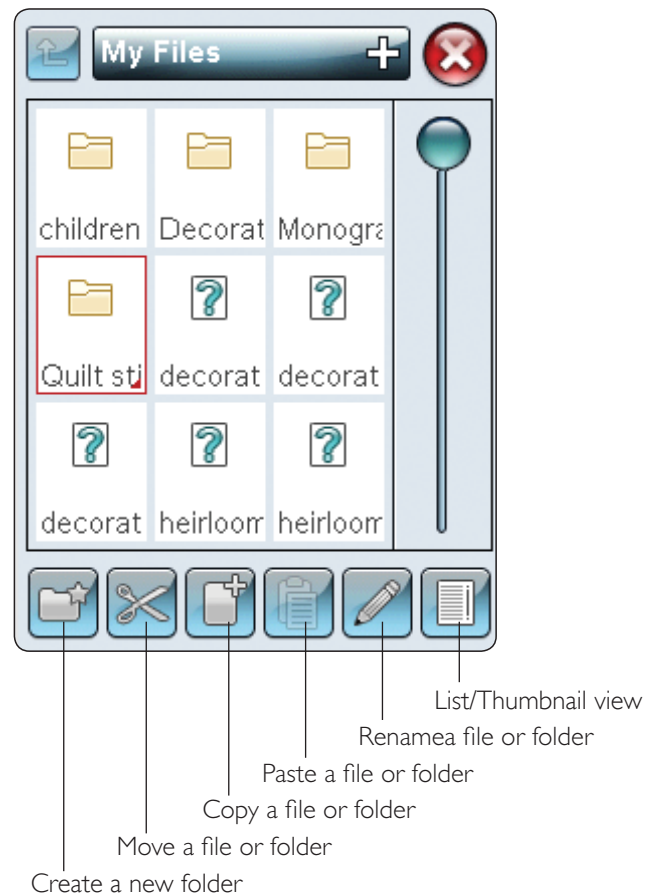 My Files
children Decorat Monogra
Quilt sti decorat decorat
decorat heirloom heirloom
List/Thumbnail view
Renamea file or folder
Paste a file or folder
Copy a file or folder
Move a file or folder
Create a new folder